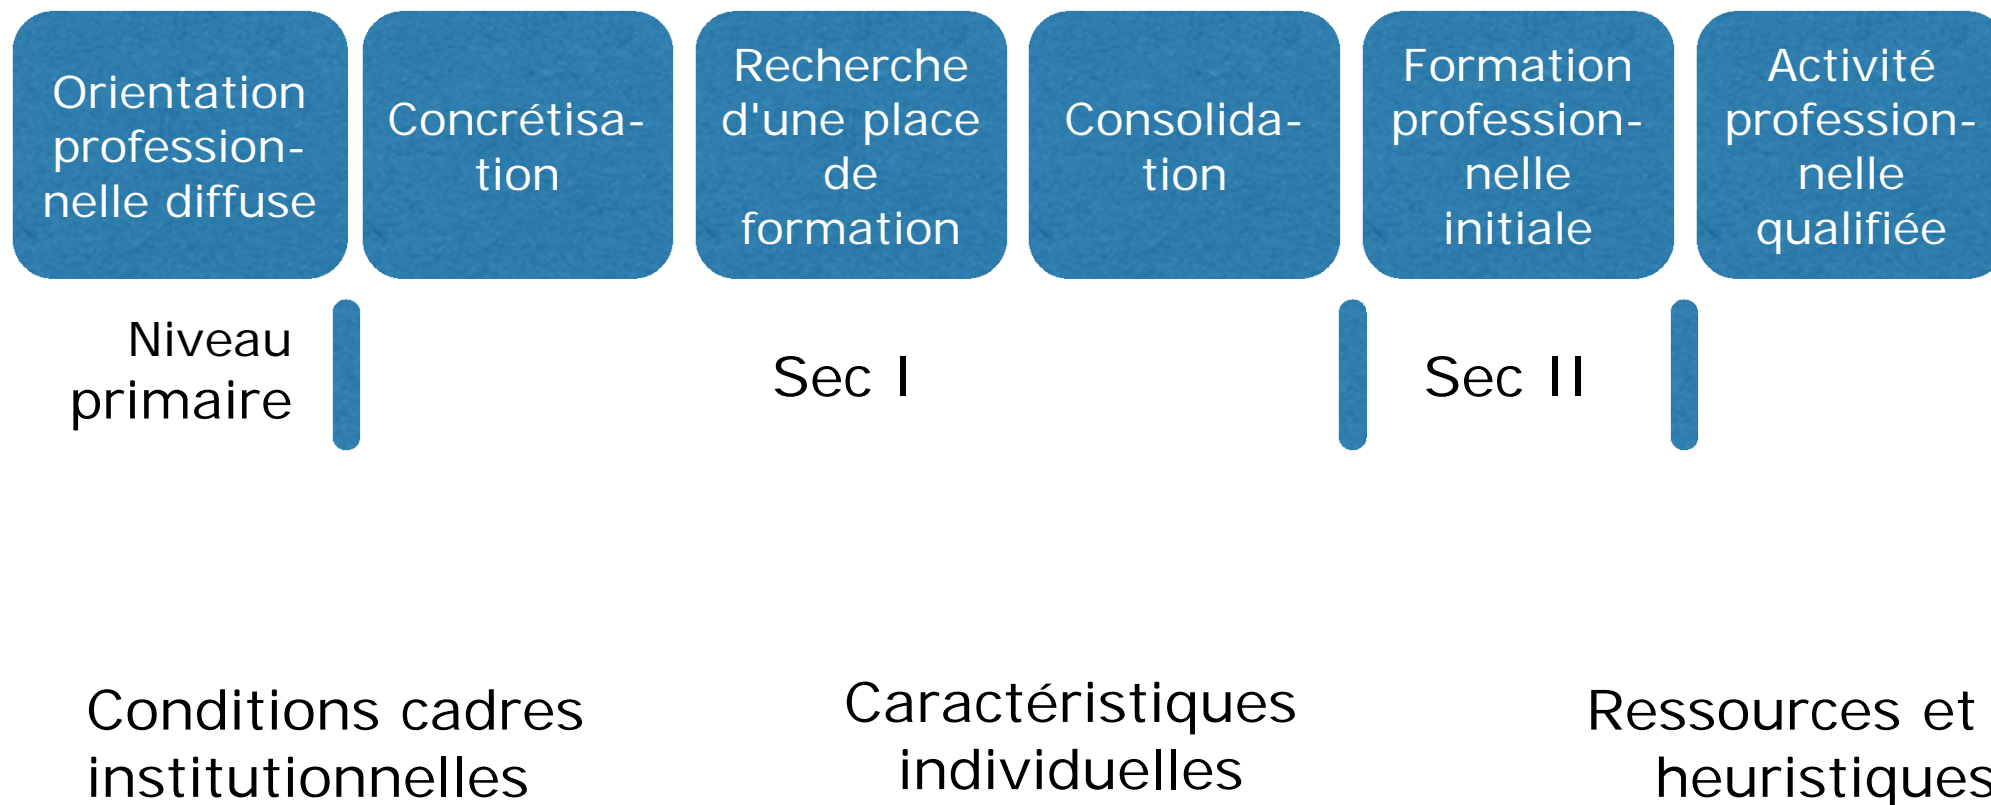 Orientation
profession-
nelle diffuse
Concrétisa-
tion
Recherche
d'une place
de
formation
Consolida-
tion
Formation
profession-
nelle
initiale
Activité
profession-
nelle
qualifiée
Niveau
primaire
Sec I
Sec II
Conditions cadres
institutionnelles
Caractéristiques
individuelles
Ressources et
heuristiques